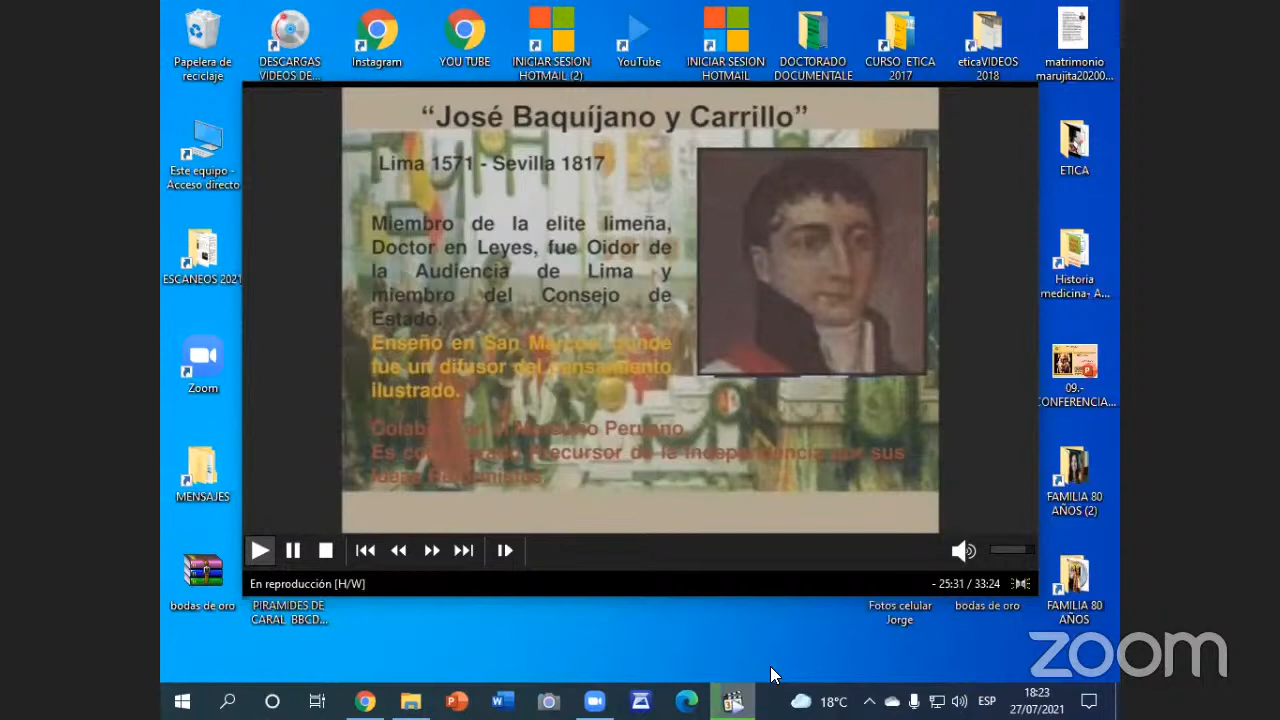 Papelera de
reciclaje
DESCARGAS
VIDEOS DE...
Instagram
YOU TUBE
INICIAR SESION
HOTMAIL (2)
YouTube
INICIAR SESION
HOTMAIL
DOCTORADO
DOCUMENTALE
CURSO ETICA
2017
eticaVIDEOS
2018
matrimonio
marujita20200...
“José Baquíjano y Carrillo”
Lima 1571 - Sevilla 1817
Miembro de la elite limeña,
Doctor en Leyes, fue Oidor de
la Audiencia de Lima y
miembro del Consejo de
Estado.
Enseño en San Marcos, donde
fue un difusor del pensamiento
ilustrado.
Peruano.
Es considerado Precursor de la Independencia por sus
Este equipo -
Acceso directo
ESCANEOS 2021
Zoom
MENSAJES
bodas de oro
PIRAMIDES DE
CARAL BBCD...
ETICA
Historia
medicina- A...
09.-
CONFERENCIA...
FAMILIA 80
AÑOS (2)
FAMILIA 80
AÑOS
Fotos celular
Jorge
bodas de oro
En reproducción [H/W]
- 25:31 / 33:24
zoom
18°C
ESP
18:23
27/07/2021